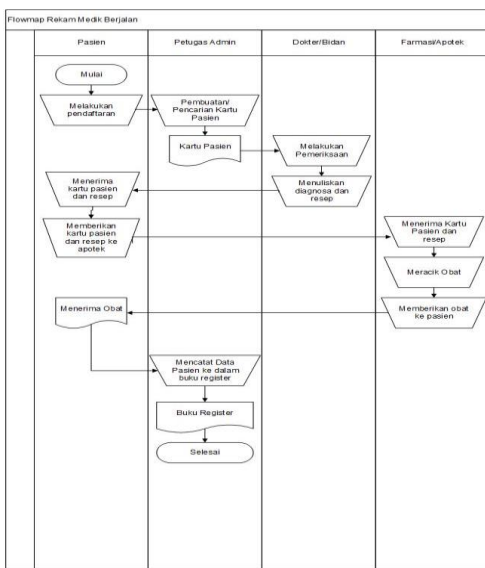 Flowmap Rekam Medik Berjalan
Pasien
Petugas Admin
Dokter/Bidan
Farmasi/Apotek
Mulai
Melakukan
pendaftaran
Pembuatan/
Pencarian Kartu
Pasien
Kartu Pasien
Melakukan
Pemeriksaan
Menuliskan
diagnosa dan
resep
Menerima
kartu pasien
dan resep
Memberikan
kartu pasien
dan resep ke
apotek
Menerima Kartu
Pasien dan
resep
Meracik Obat
Memberikan obat
ke pasien
Menerima Obat
Mencatat Data
Pasien ke dalam
buku register
Buku Register
Selesai